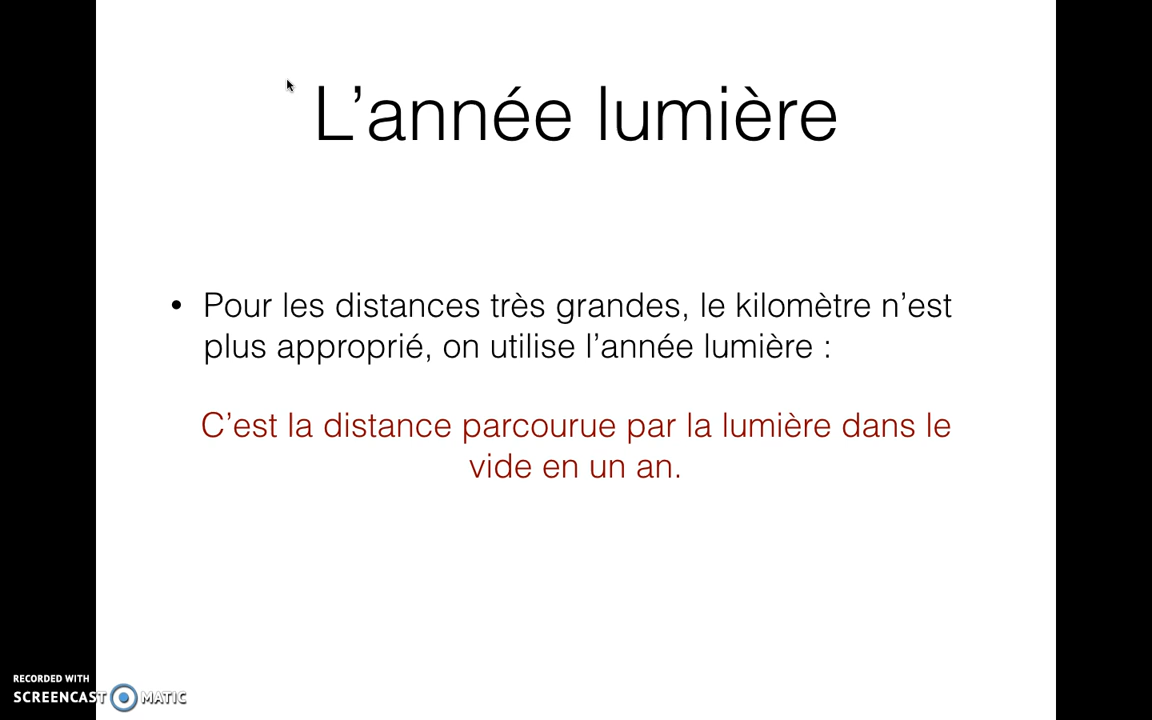 L’année lumière
• Pour les distances très grandes, le kilomètre n’est
plus approprié, on utilise l’année lumière :
C’est la distance parcourue par la lumière dans le
vide en un an.
RECORDED WITH
SCREENCAST MATIC